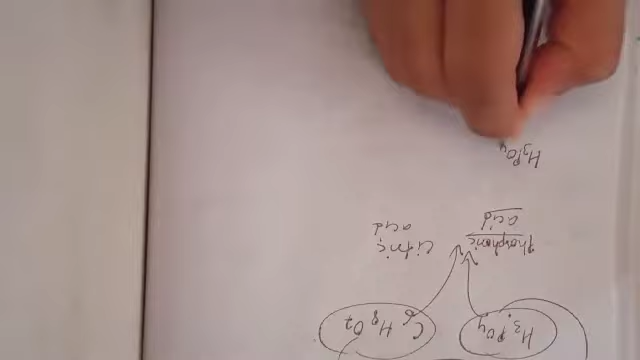 H₃PO₄ C₆H₈O₇
Phosphoric citric
acid acid
H₃PO₄